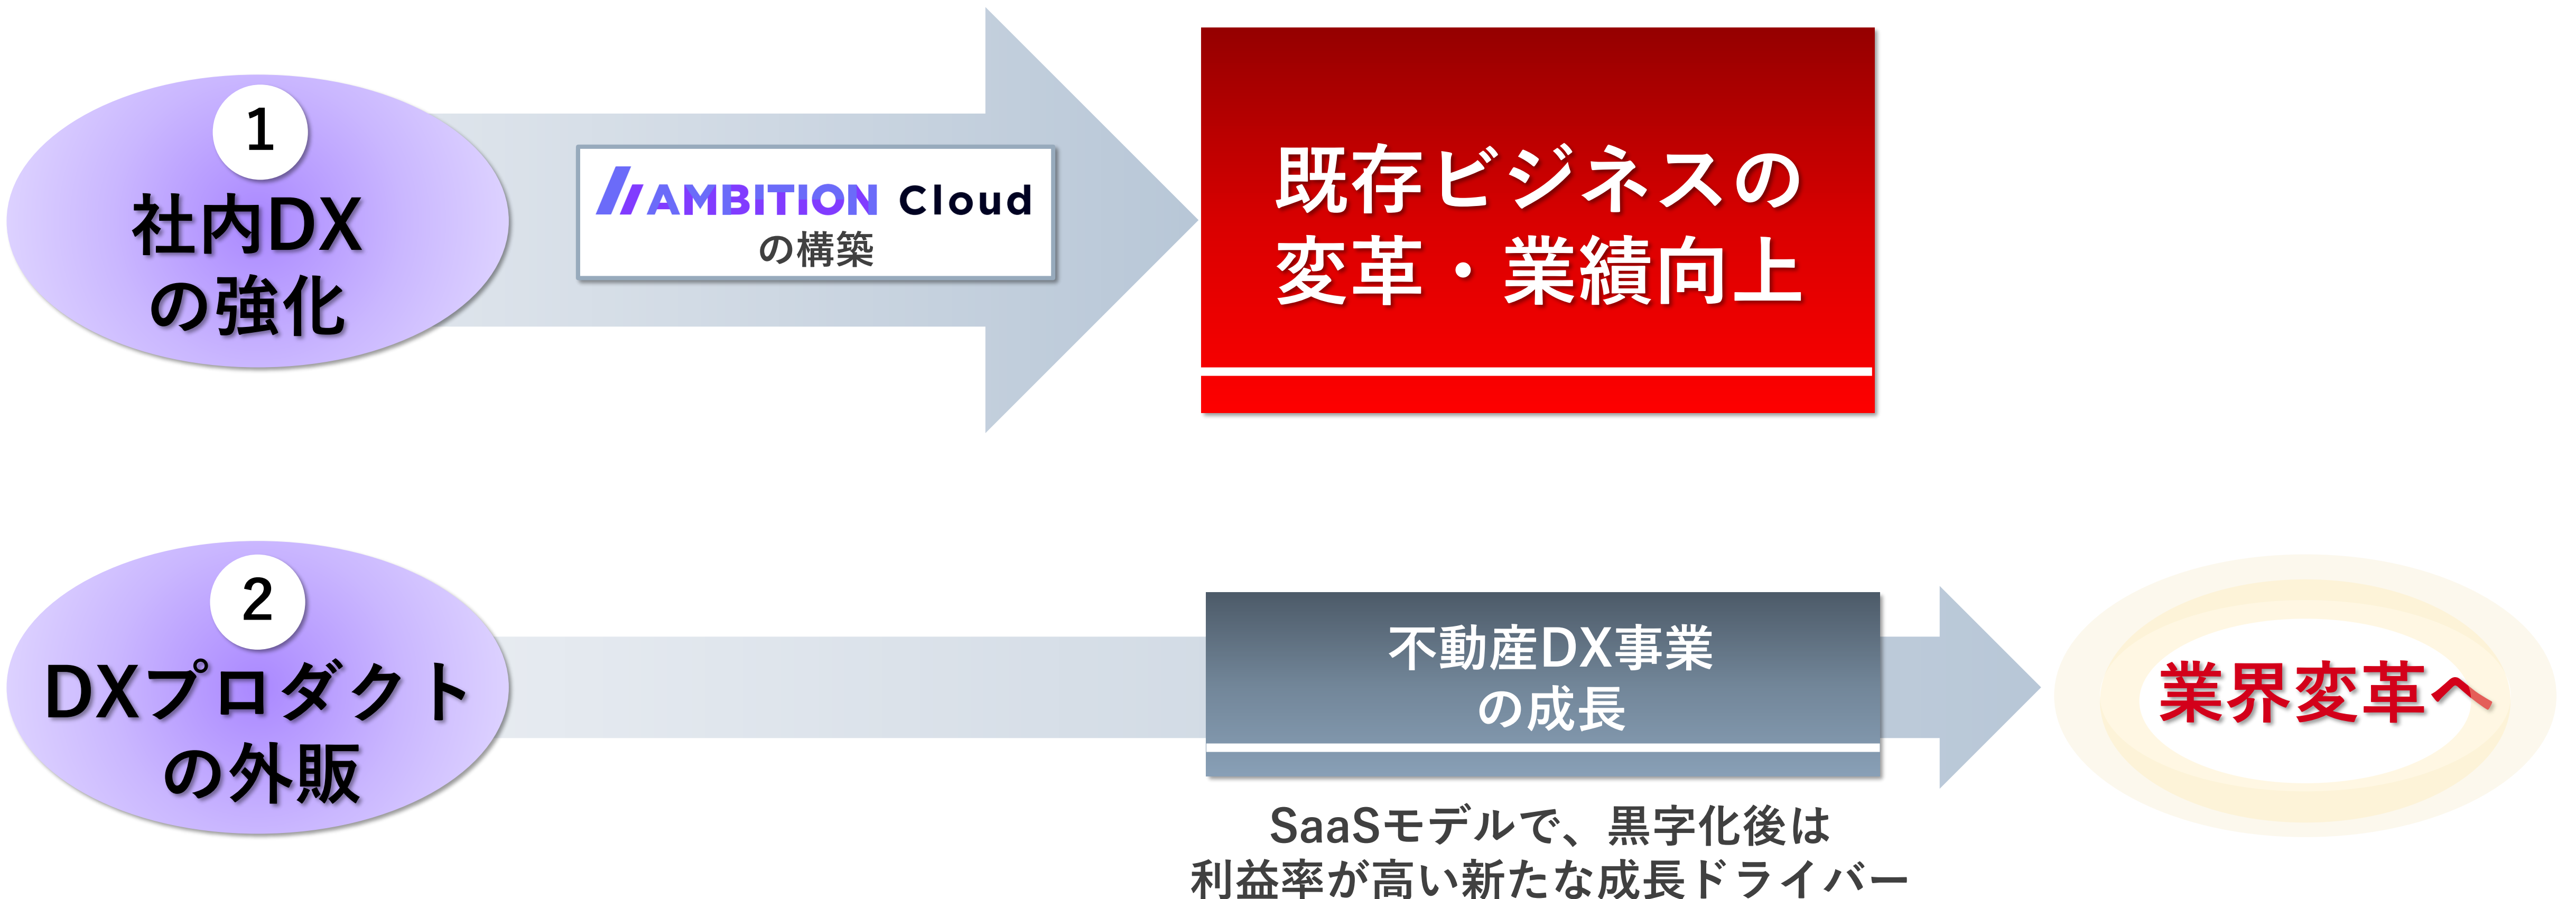 1
社内DX
の強化
AMBITION Cloud
の構築
既存ビジネスの
変革・業績向上
2
DXプロダクト
の外販
不動産DX事業
の成長
SaaSモデルで、黒字化後は
利益率が高い新たな成長ドライバー
業界変革へ